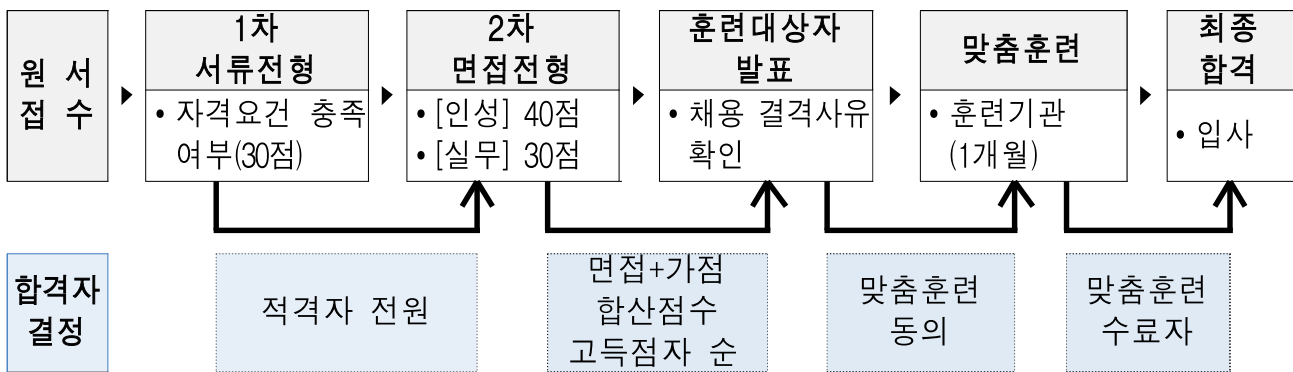 원 서
접 수
▶
1차
서류전형
• 자격요건 충족
여부(30점)
▶
2차
면접전형
• [인성] 40점
• [실무] 30점
▶
훈련대상자
발표
• 채용 결격사유
확인
▶
맞춤훈련
• 훈련기관
(1개월)
▶
최종
합격
• 입사
합격자
결정
적격자 전원
면접+가점
합산점수
고득점자 순
맞춤훈련
동의
맞춤훈련
수료자